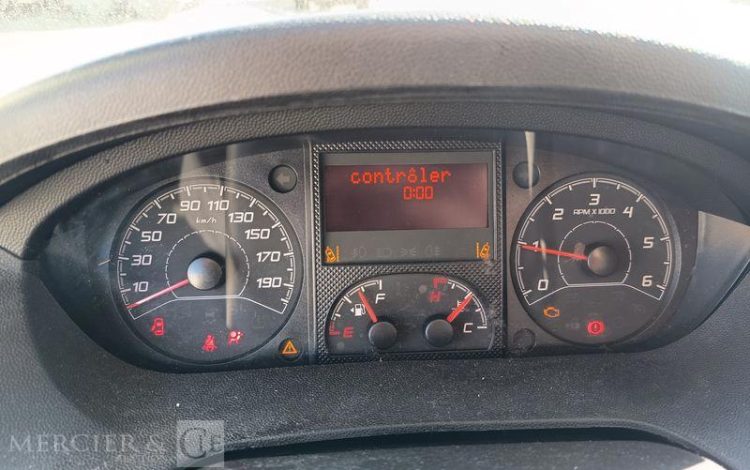 contrôler
0:00
10 30 50 70 90 110 130 150 170 190
km/h
E F
H C
0 1 2 3 4 5 6
RPM X 1000
MERCIER & CIE